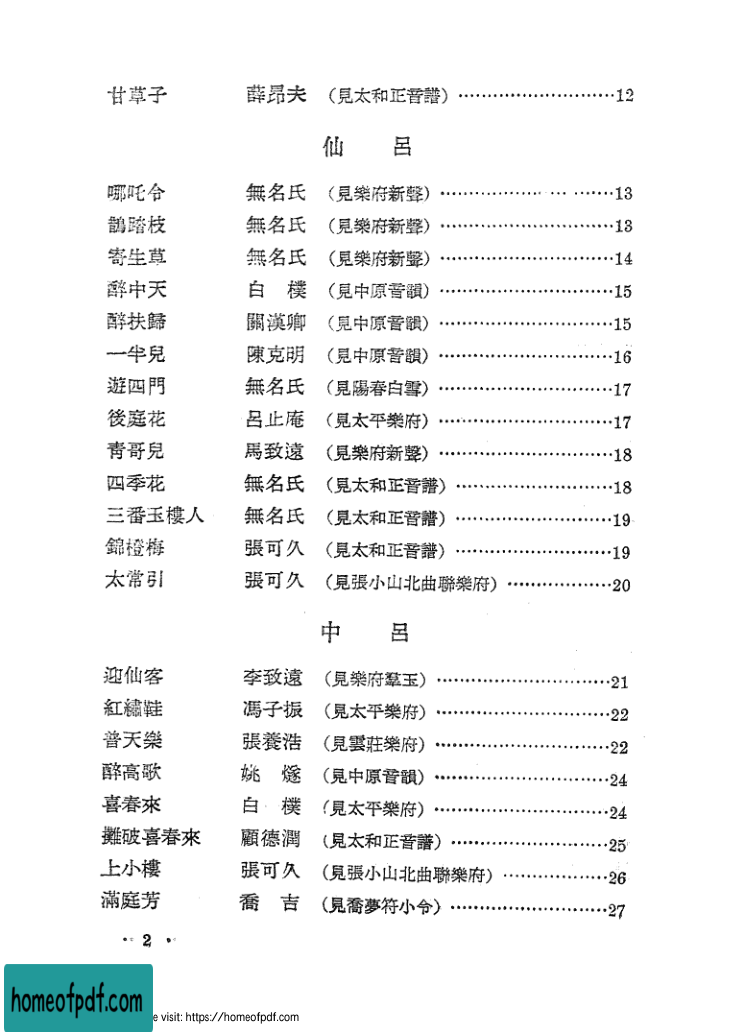 甘草子 薛昂夫 （見太和正音譜）…………………………12
仙 呂
哪吒令 無名氏 （見樂府新聲）…………………………13
鵲踏枝 無名氏 （見樂府新聲）…………………………13
寄生草 無名氏 （見樂府新聲）…………………………14
醉中天 白 樸 （見中原音韻）…………………………15
醉扶歸 關漢卿 （見中原音韻）…………………………15
一半兒 陳克明 （見中原音韻）…………………………16
遊四門 無名氏 （見陽春白雪）…………………………17
後庭花 呂止庵 （見太平樂府）…………………………17
青哥兒 馬致遠 （見樂府新聲）…………………………18
四季花 無名氏 （見太和正音譜）………………………18
三番玉樓人 無名氏 （見太和正音譜）………………………19
錦橙梅 張可久 （見太和正音譜）………………………19
太常引 張可久 （見張小山北曲聯樂府）………………20
中 呂
迎仙客 李致遠 （見樂府羣玉）…………………………21
紅繡鞋 馮子振 （見太平樂府）…………………………22
普天樂 張養浩 （見雲莊樂府）…………………………22
醉高歌 姚 燧 （見中原音韻）…………………………24
喜春來 白 樸 （見太平樂府）…………………………24
攤破喜春來 顧德潤 （見太和正音譜）………………………25
上小樓 張可久 （見張小山北曲聯樂府）………………26
滿庭芳 喬 吉 （見喬夢符小令）………………………27
· 2 ·
homeofpdf.com
e visit: https://homeofpdf.com